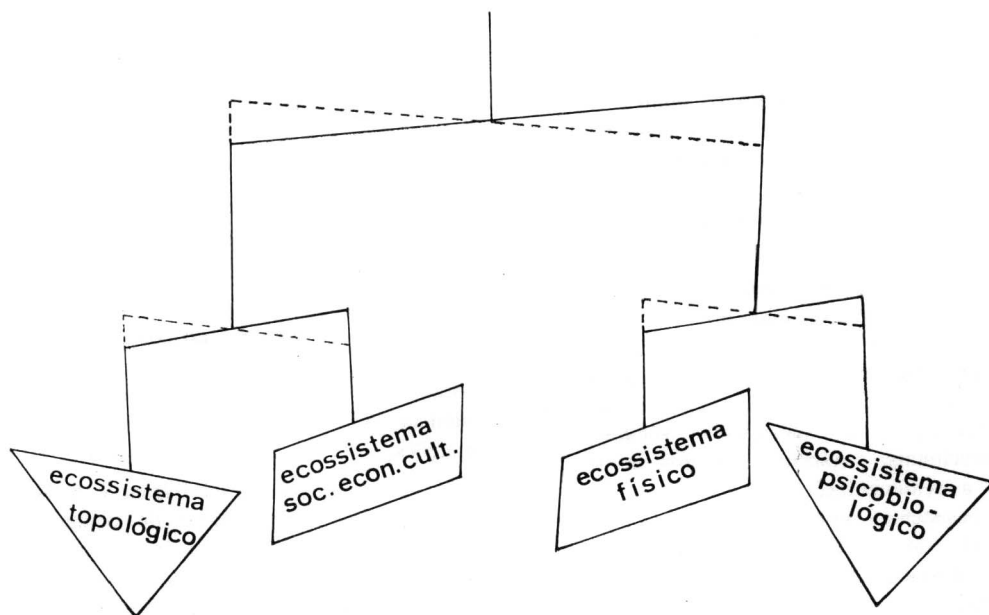 ecossistema
topológico
ecossistema
soc. econ.cult.
ecossistema
físico
ecossistema
psicobio-
lógico